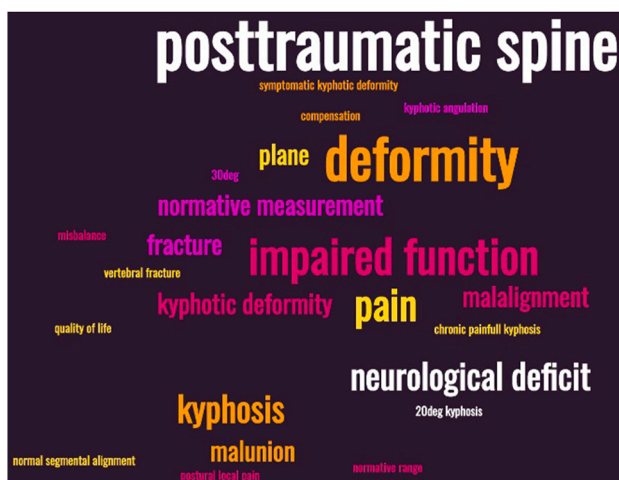 posttraumatic spine
symptomatic kyphotic deformity
kyphotic angulation
compensation
plane
deformity
30deg
normative measurement
misbalance
fracture
impaired function
vertebral fracture
kyphotic deformity
pain
malalignment
quality of life
chronic painfull kyphosis
neurological deficit
kyphosis
20deg kyphosis
malunion
normal segmental alignment
postural local pain
normative range